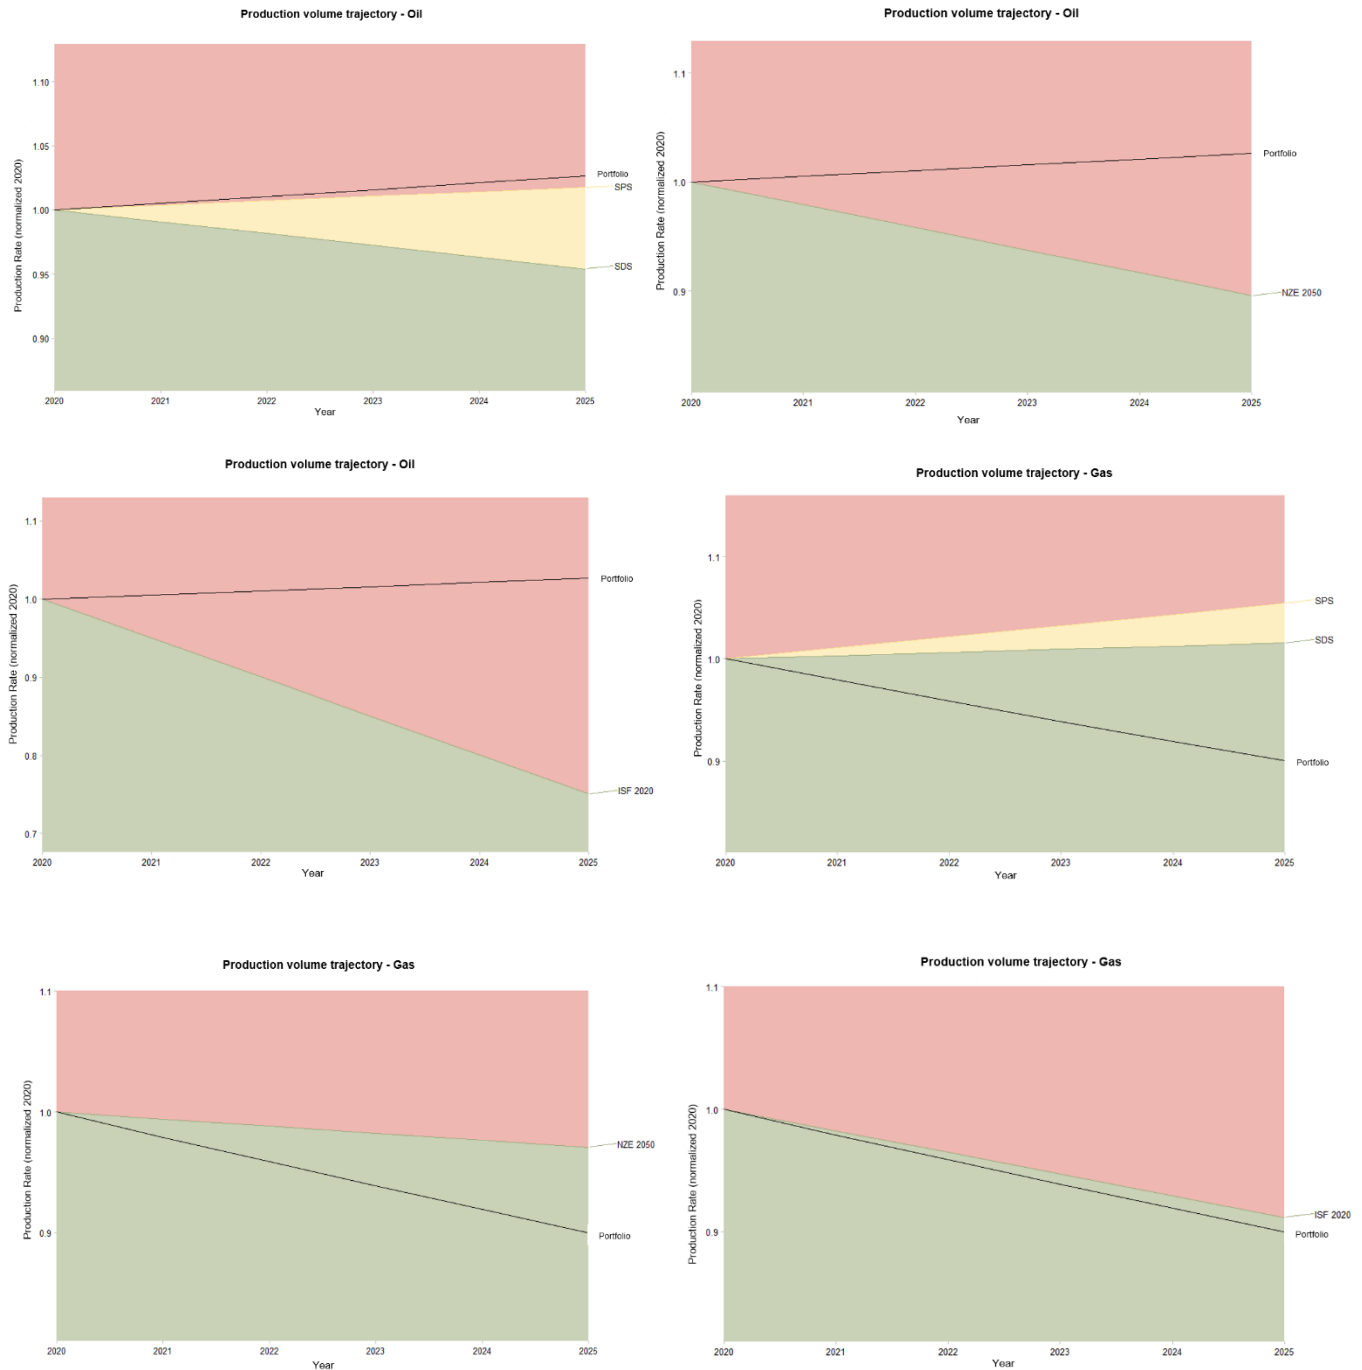 Production volume trajectory - Oil
Production Rate (normalized 2020)
1.10
1.05
1.00
0.95
0.90
Portfolio
SPS
SDS
2020 2021 2022 2023 2024 2025
Year
Production volume trajectory - Oil
Production Rate (normalized 2020)
1.1
1.0
0.9
Portfolio
NZE 2050
2020 2021 2022 2023 2024 2025
Year
Production volume trajectory - Oil
Production Rate (normalized 2020)
1.1
1.0
0.9
0.8
0.7
Portfolio
ISF 2020
2020 2021 2022 2023 2024 2025
Year
Production volume trajectory - Gas
Production Rate (normalized 2020)
1.1
1.0
0.9
SPS
SDS
Portfolio
2020 2021 2022 2023 2024 2025
Year
Production volume trajectory - Gas
Production Rate (normalized 2020)
1.1
1.0
0.9
NZE 2050
Portfolio
2020 2021 2022 2023 2024 2025
Year
Production volume trajectory - Gas
Production Rate (normalized 2020)
1.1
1.0
0.9
ISF 2020
Portfolio
2020 2021 2022 2023 2024 2025
Year